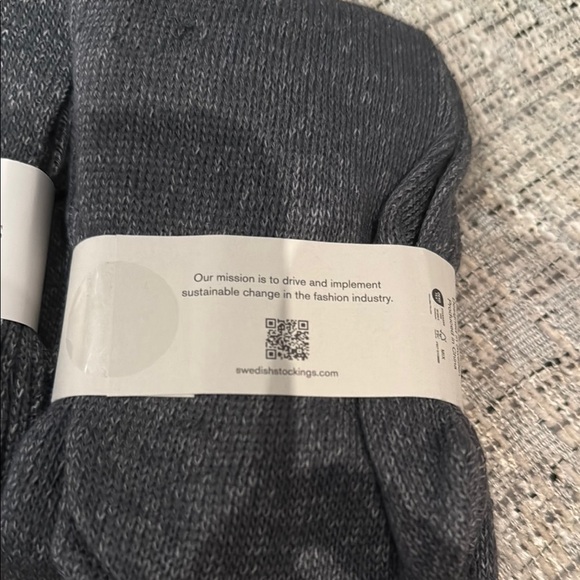 Our mission is to drive and implement
sustainable change in the fashion industry.
swedishstockings.com